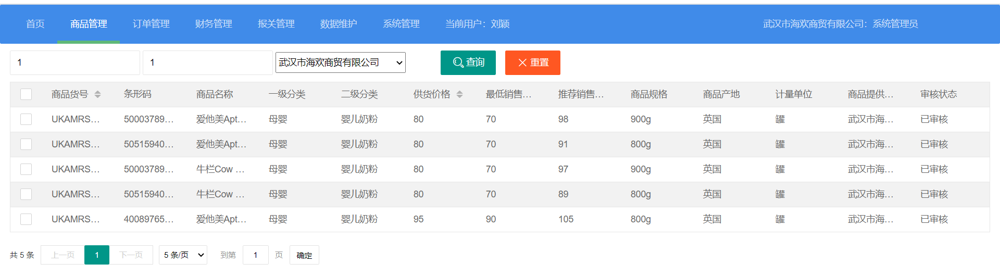 首页 商品管理 订单管理 财务管理 报关管理 数据维护 系统管理 当前用户：刘颖 武汉市海欢商贸有限公司：系统管理员
1 1 武汉市海欢商贸有限公司 查询 重置
商品货号 条形码 商品名称 一级分类 二级分类 供货价格 最低销售... 推荐销售... 商品规格 商品产地 计量单位 商品提供... 审核状态
UKAMRS... 50003789... 爱他美Apt... 母婴 婴儿奶粉 80 70 98 900g 英国 罐 武汉市海... 已审核
UKAMRS... 50515940... 爱他美Apt... 母婴 婴儿奶粉 80 70 91 800g 英国 罐 武汉市海... 已审核
UKAMRS... 50003789... 牛栏Cow ... 母婴 婴儿奶粉 80 70 97 900g 英国 罐 武汉市海... 已审核
UKAMRS... 50515940... 牛栏Cow ... 母婴 婴儿奶粉 80 70 89 800g 英国 罐 武汉市海... 已审核
UKAMRS... 40089765... 爱他美Apt... 母婴 婴儿奶粉 95 90 105 800g 英国 罐 武汉市海... 已审核
共 5 条 上一页 1 下一页 5 条/页 到第 1 页 确定